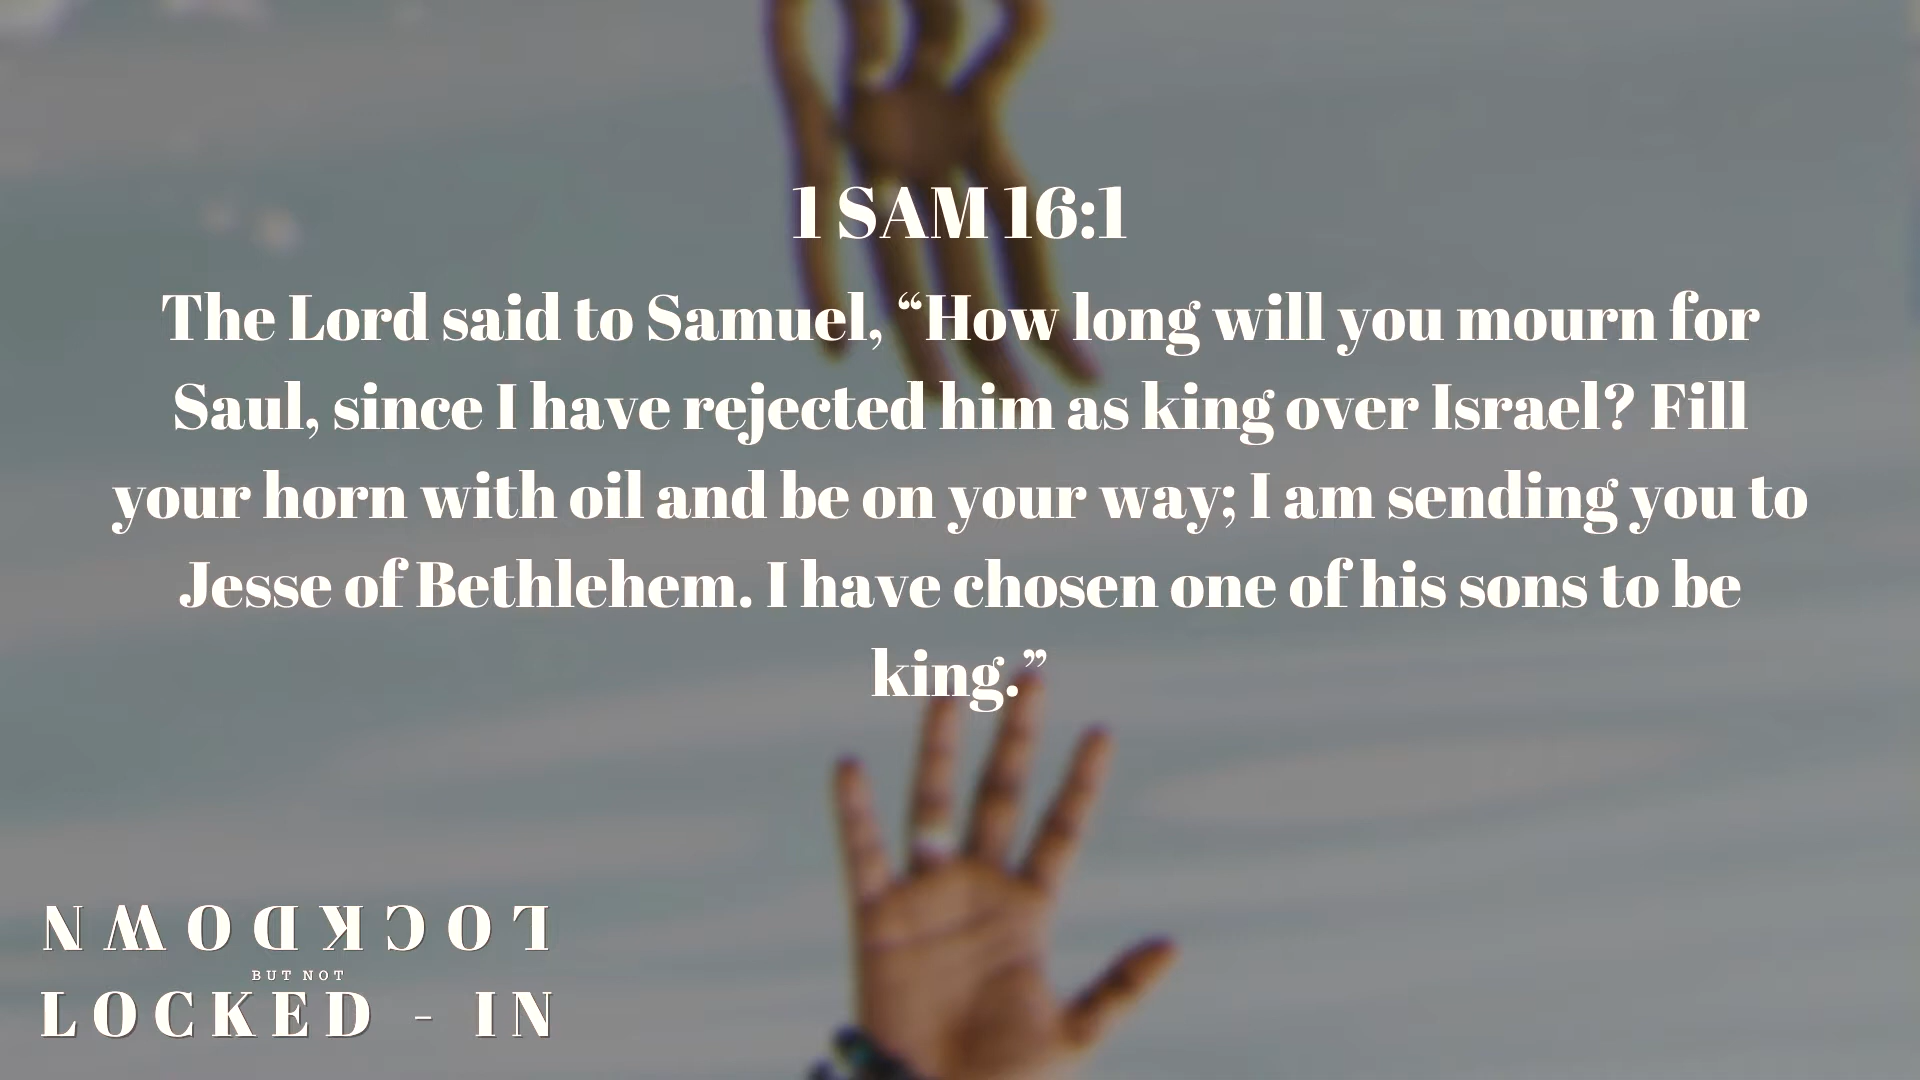 1 SAM 16:1
The Lord said to Samuel, “How long will you mourn for
Saul, since I have rejected him as king over Israel? Fill
your horn with oil and be on your way; I am sending you to
Jesse of Bethlehem. I have chosen one of his sons to be
king.”
LOCKDOWN
BUT NOT
LOCKED - IN